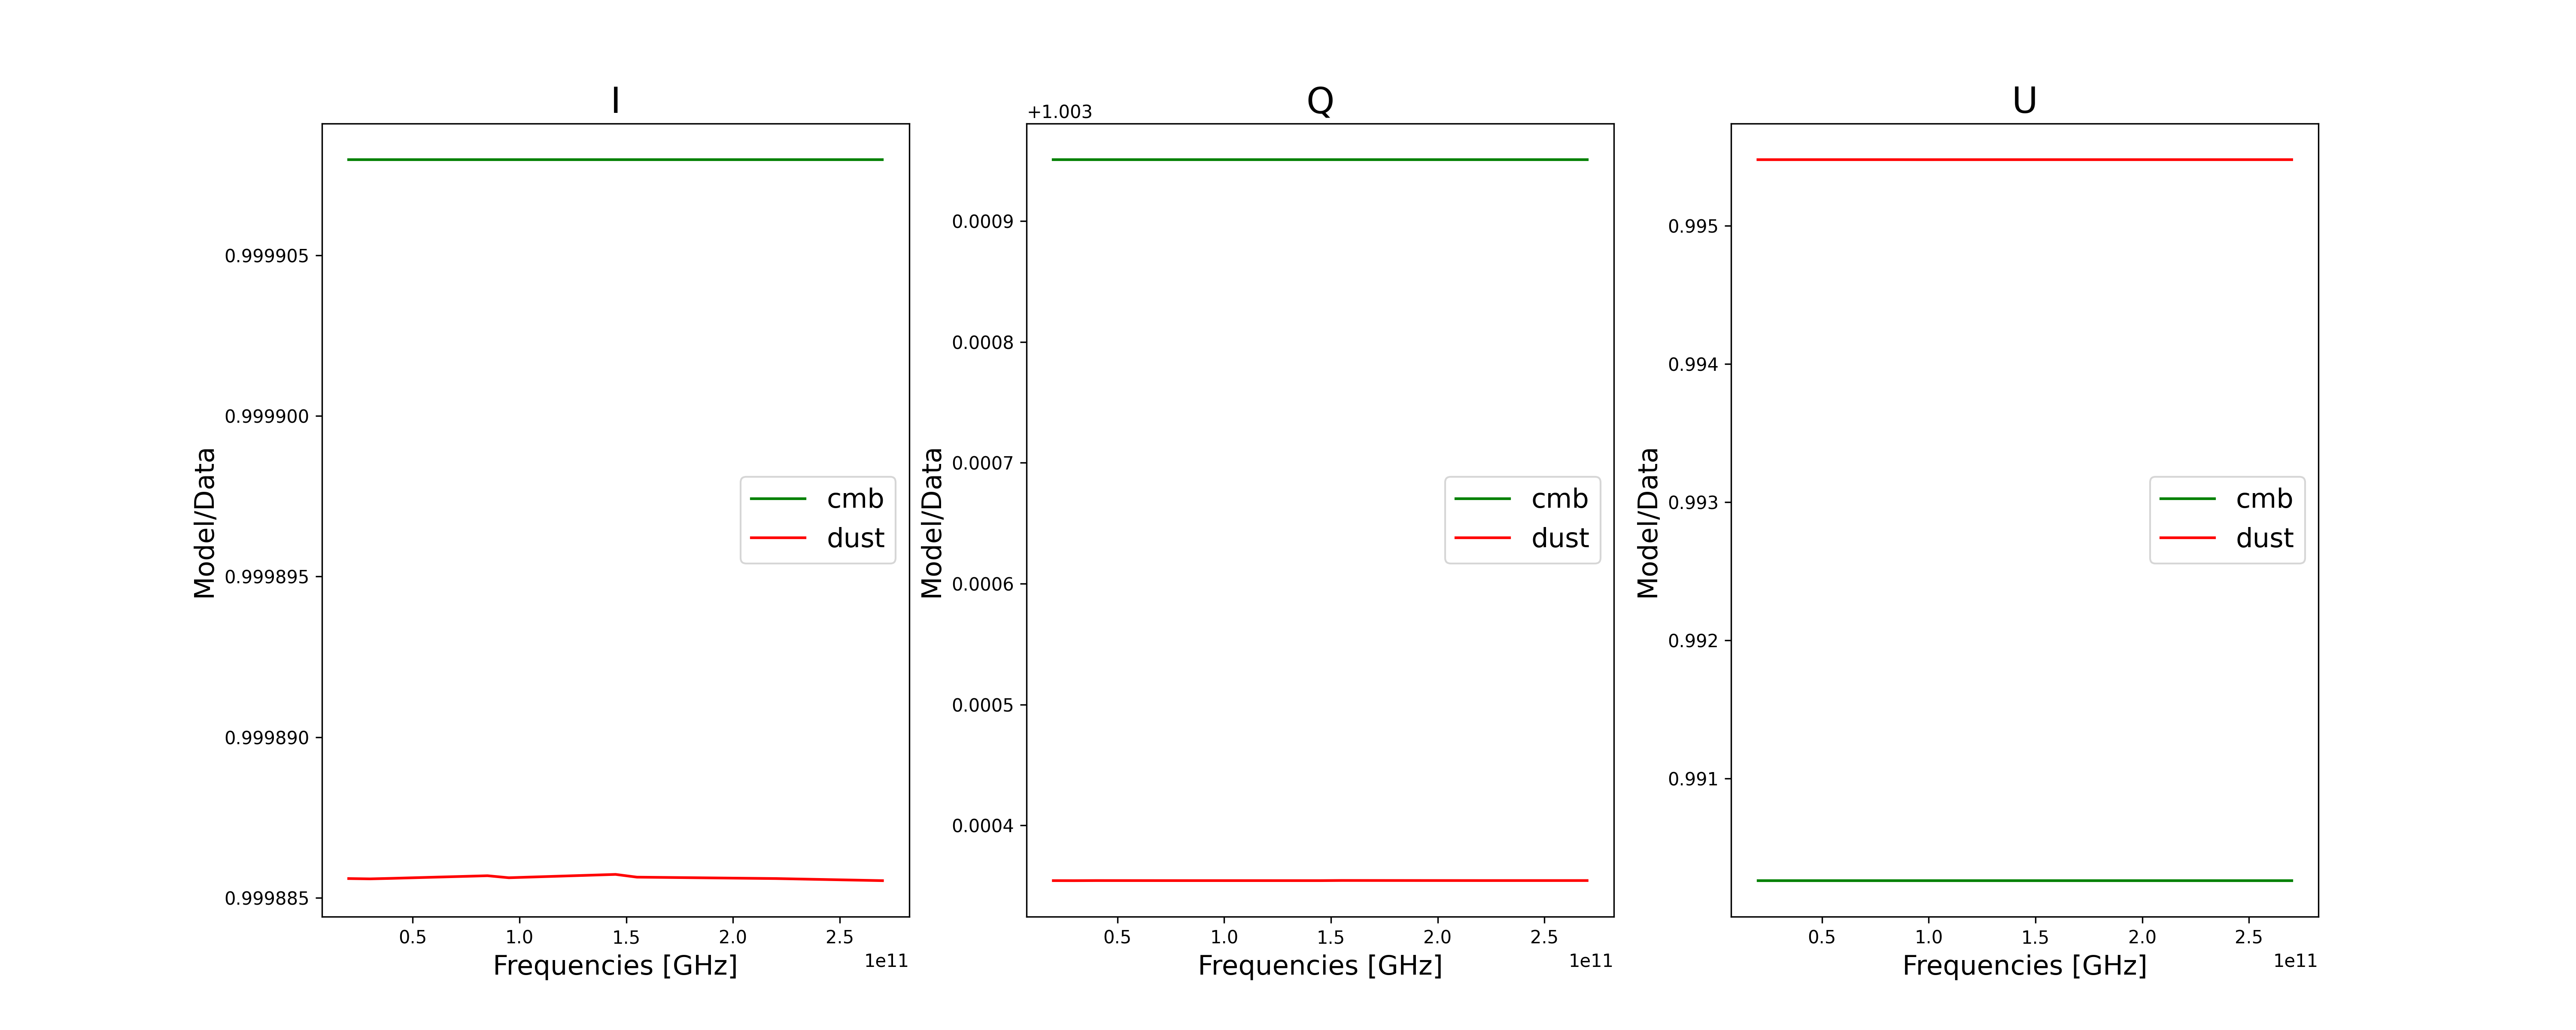 I
0.999905
0.999900
0.999895
0.999890
0.999885
Model/Data
cmb
dust
0.5 1.0 1.5 2.0 2.5
1e11
Frequencies [GHz]
Q
+1.003
0.0009
0.0008
0.0007
0.0006
0.0005
0.0004
Model/Data
cmb
dust
0.5 1.0 1.5 2.0 2.5
1e11
Frequencies [GHz]
U
0.995
0.994
0.993
0.992
0.991
Model/Data
cmb
dust
0.5 1.0 1.5 2.0 2.5
1e11
Frequencies [GHz]